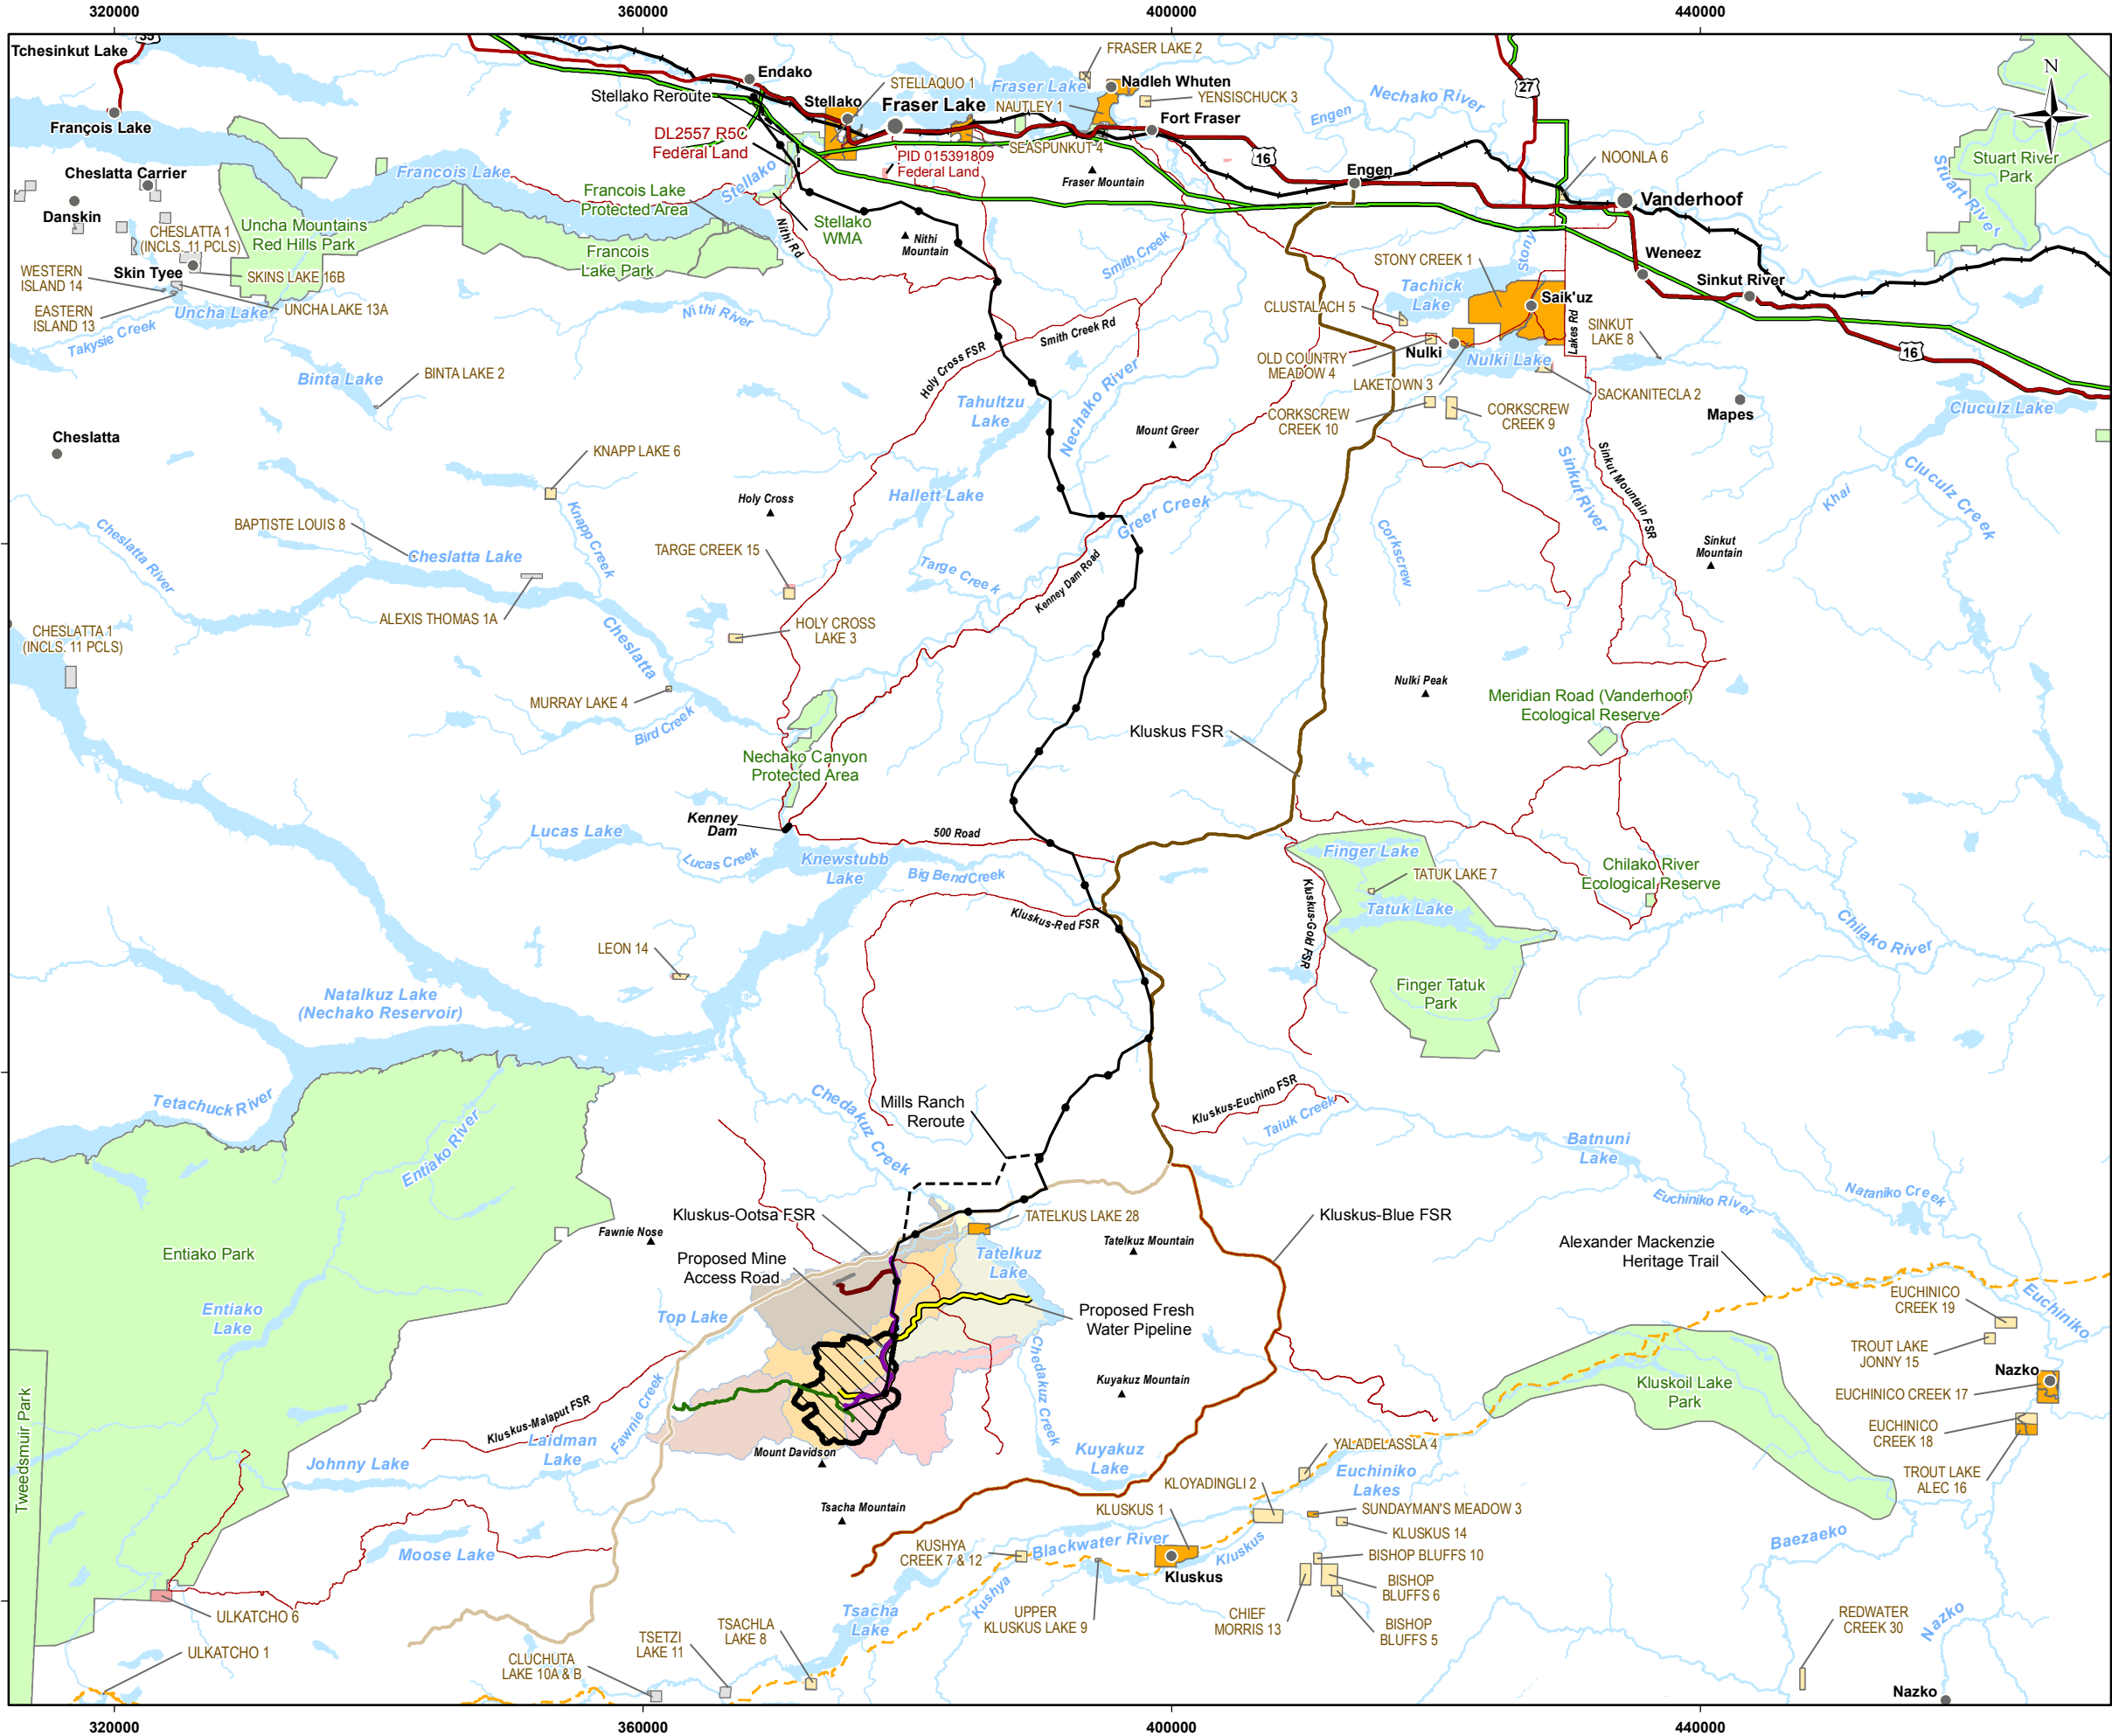 320000
360000
400000
440000
Tchesinkut Lake
35
François Lake
Cheslatta Carrier
Danskin
CHESLATTA 1
(INCLS. 11 PCLS)
Skin Tyee
SKINS LAKE 16B
WESTERN
ISLAND 14
EASTERN
ISLAND 13
UNCHA LAKE 13A
Uncha Lake
Takysie Creek
Uncha Mountains
Red Hills Park
Francois Lake
Francois Lake
Protected Area
Francois
Lake Park
Endako
Stellako Reroute
Stellako
STELLAQUO 1
Fraser Lake
Fraser Lake
FRASER LAKE 2
Nadleh Whuten
NAUTLEY 1
YENSISCHUCK 3
Fort Fraser
SEASPUNKUT 4
DL2557 R5C
Federal Land
PID 015391809
Federal Land
Fraser Mountain
Stellako
Stellako
WMA
Nithi Rd
Nithi
Mountain
Nithi River
Smith Creek
Smith Creek Rd
Holy Cross FSR
Engen
Nechako River
16
27
Engen
NOONLA 6
Vanderhoof
Stuart River
Park
Stuart River
N
Weneez
Sinkut River
16
STONY CREEK 1
Stony
Tachick
Lake
Saik'uz
CLUSTALACH 5
Nulki
Nulki Lake
Lakes Rd
SINKUT
LAKE 8
OLD COUNTRY
MEADOW 4
LAKETOWN 3
SACKANITECLA 2
CORKSCREW
CREEK 10
CORKSCREW
CREEK 9
Mapes
Cluculz Lake
Cluculz Creek
Khai
Sinkut River
Sinkut Mountain FSR
Sinkut
Mountain
Corkscrew
Binta Lake
BINTA LAKE 2
Cheslatta
KNAPP LAKE 6
Knapp Creek
BAPTISTE LOUIS 8
Cheslatta River
Cheslatta Lake
ALEXIS THOMAS 1A
Cheslatta
CHESLATTA 1
(INCLS. 11 PCLS)
Holy Cross
TARGE CREEK 15
HOLY CROSS
LAKE 3
MURRAY LAKE 4
Bird Creek
Tahultzu
Lake
Nechako River
Hallett Lake
Mount Greer
Greer Creek
Targe Creek
Kenney Dam Road
Nulki Peak
Kluskus FSR
Meridian Road (Vanderhoof)
Ecological Reserve
Nechako Canyon
Protected Area
Kenney
Dam
500 Road
Lucas Lake
Lucas Creek
Knewstubb
Lake
Big Bend Creek
Kluskus-Red FSR
Finger Lake
TATUK LAKE 7
Tatuk Lake
Kluskus-Gold FSR
Finger Tatuk
Park
Chilako River
Ecological Reserve
Chilako River
LEON 14
Natalkuz Lake
(Nechako Reservoir)
Tetachuck River
Entiako River
Entiako Park
Entiako
Lake
Chedakuz Creek
Mills Ranch
Reroute
Kluskus-Euchino FSR
Taiuk Creek
Batnuni
Lake
Euchiniko River
Nataniko Creek
Kluskus-Ootsa FSR
TATELKUS LAKE 28
Fawnie Nose
Proposed Mine
Access Road
Tatelkuz
Lake
Tatelkuz Mountain
Kluskus-Blue FSR
Alexander Mackenzie
Heritage Trail
Top Lake
Proposed Fresh
Water Pipeline
Chedakuz Creek
Kuyakuz Mountain
EUCHINICO
CREEK 19
Euchiniko
TROUT LAKE
JONNY 15
Nazko
EUCHINICO CREEK 17
EUCHINICO
CREEK 18
TROUT LAKE
ALEC 16
Kluskoil Lake
Park
Tweedsmuir Park
Kluskus-Malaput FSR
Fawnie Creek
Laidman
Lake
Johnny Lake
Mount Davidson
Tsacha Mountain
Kuyakuz
Lake
YALADELASSLA 4
KLOYADINGLI 2
Euchiniko
Lakes
KLUSKUS 1
SUNDAYMAN'S MEADOW 3
KLUSKUS 14
Moose Lake
KUSHYA
CREEK 7 & 12
Blackwater River
Kluskus
Kluskus
BISHOP BLUFFS 10
BISHOP
BLUFFS 6
BISHOP
BLUFFS 5
CHIEF
MORRIS 13
UPPER
KLUSKUS LAKE 9
Kushya
Baezaeko
REDWATER
CREEK 30
Nazko
Nazko
ULKATCHO 6
ULKATCHO 1
CLUCHUTA
LAKE 10A & B
TSETZI
LAKE 11
TSACHLA
LAKE 8
Tsacha
Lake
320000
360000
400000
440000